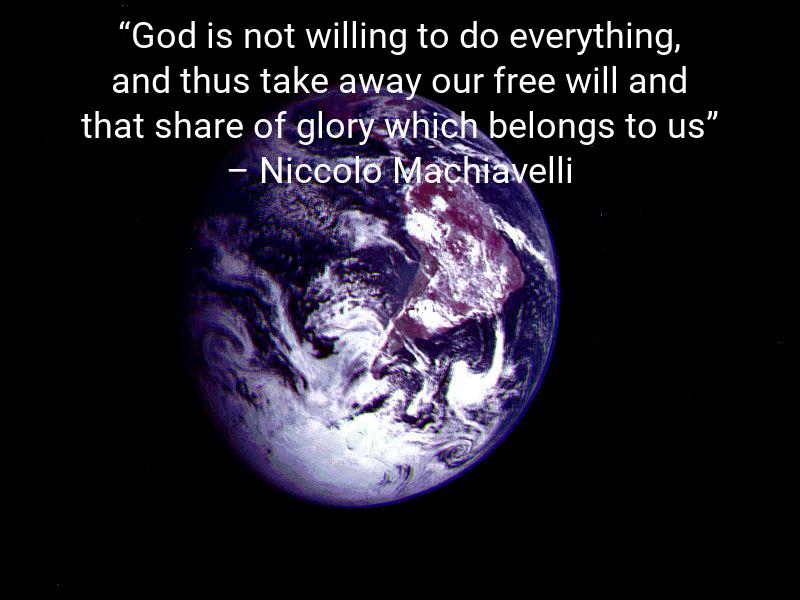 “God is not willing to do everything,
and thus take away our free will and
that share of glory which belongs to us”
– Niccolo Machiavelli